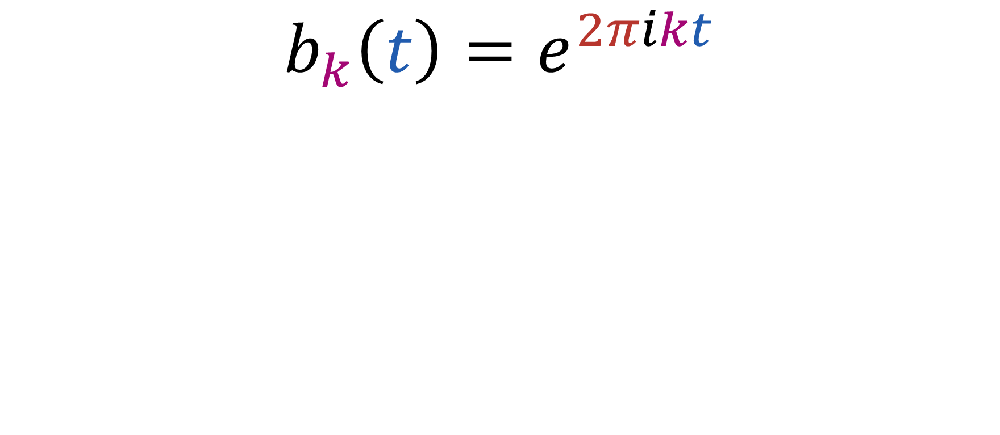 b_k(t) = e^{2πikt}